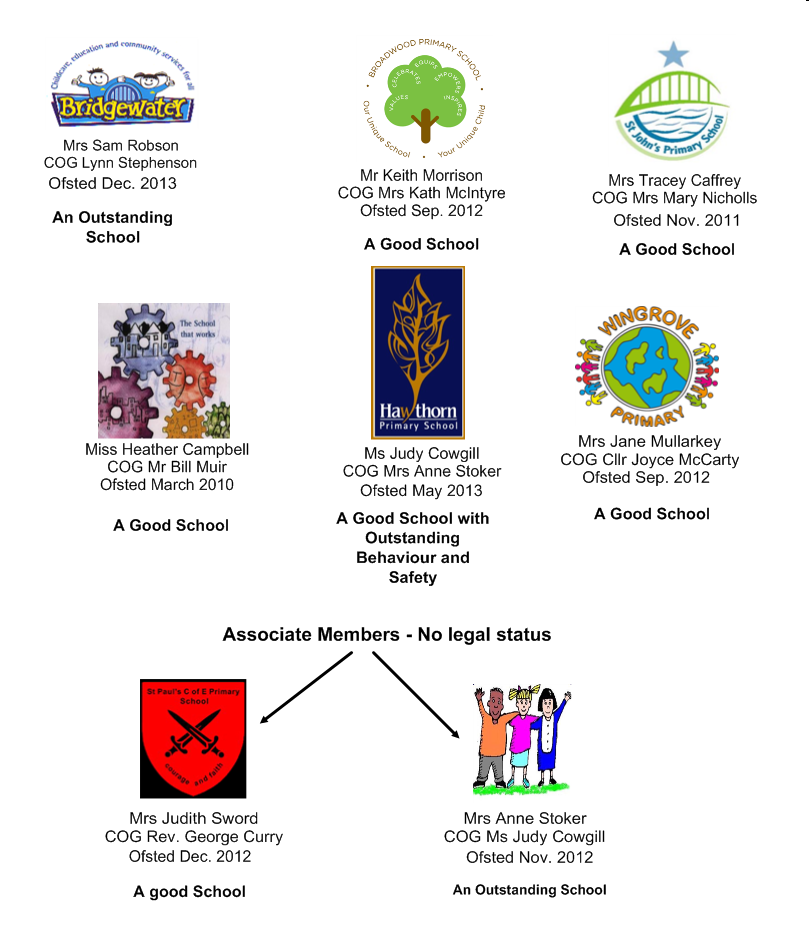 Childcare, education and community services for all
Bridgewater
Mrs Sam Robson
COG Lynn Stephenson
Ofsted Dec. 2013
An Outstanding
School
BROADWOOD PRIMARY SCHOOL
VALUES
CELEBRATES
EQUIPS
EMPOWERS
INSPIRES
Our Unique School
Your Unique Child
Mr Keith Morrison
COG Mrs Kath McIntyre
Ofsted Sep. 2012
A Good School
St John's Primary School
Mrs Tracey Caffrey
COG Mrs Mary Nicholls
Ofsted Nov. 2011
A Good School
The School
that works
Miss Heather Campbell
COG Mr Bill Muir
Ofsted March 2010
A Good School
Hawthorn
Primary School
Ms Judy Cowgill
COG Mrs Anne Stoker
Ofsted May 2013
A Good School with
Outstanding
Behaviour and
Safety
WINGROVE
PRIMARY
Mrs Jane Mullarkey
COG Cllr Joyce McCarty
Ofsted Sep. 2012
A Good School
Associate Members - No legal status
St Paul's C of E Primary
School
courage and faith
Mrs Judith Sword
COG Rev. George Curry
Ofsted Dec. 2012
A good School
Mrs Anne Stoker
COG Ms Judy Cowgill
Ofsted Nov. 2012
An Outstanding School